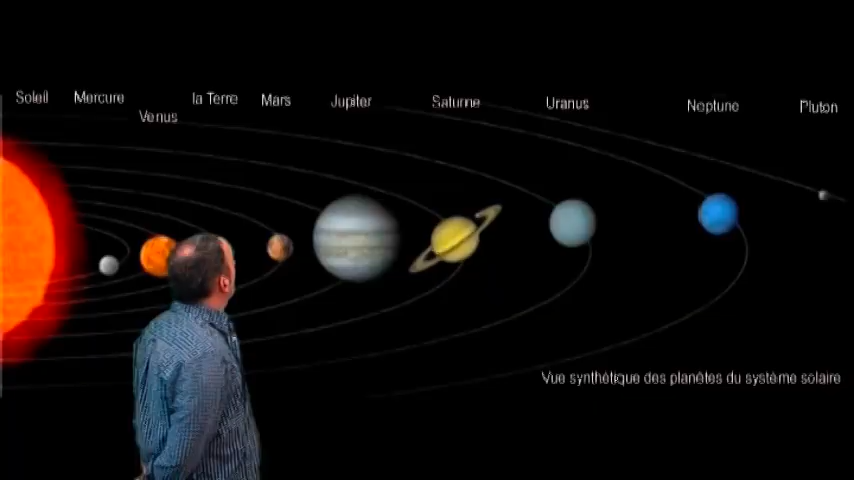 Soleil Mercure la Terre Mars Jupiter Saturne Uranus Neptune Pluton
Venus
Vue synthétique des planètes du système solaire